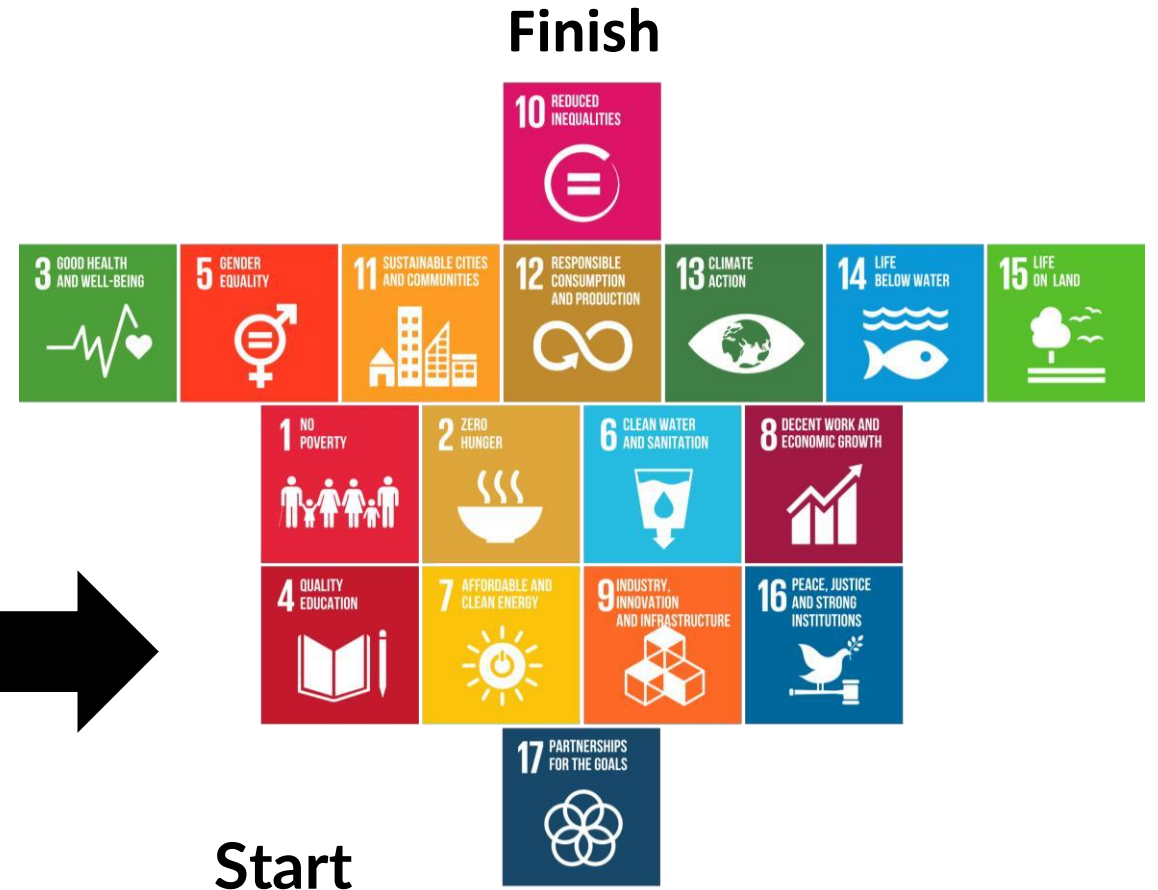 Finish
10 REDUCED
INEQUALITIES
3 GOOD HEALTH
AND WELL-BEING
5 GENDER
EQUALITY
11 SUSTAINABLE CITIES
AND COMMUNITIES
12 RESPONSIBLE
CONSUMPTION
AND PRODUCTION
13 CLIMATE
ACTION
14 LIFE
BELOW WATER
15 LIFE
ON LAND
1 NO
POVERTY
2 ZERO
HUNGER
6 CLEAN WATER
AND SANITATION
8 DECENT WORK AND
ECONOMIC GROWTH
4 QUALITY
EDUCATION
7 AFFORDABLE AND
CLEAN ENERGY
9 INDUSTRY,
INNOVATION
AND INFRASTRUCTURE
16 PEACE, JUSTICE
AND STRONG
INSTITUTIONS
17 PARTNERSHIPS
FOR THE GOALS
Start